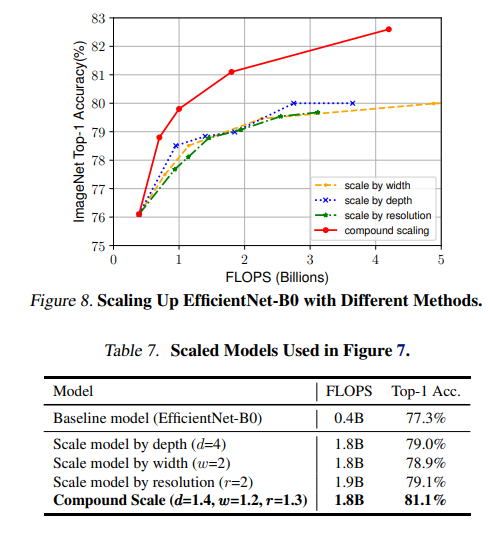 83
82
81
80
79
78
77
76
75
ImageNet Top-1 Accuracy(%)
scale by width
scale by depth
scale by resolution
compound scaling
0 1 2 3 4 5
FLOPS (Billions)
Figure 8. Scaling Up EfficientNet-B0 with Different Methods.
Table 7. Scaled Models Used in Figure 7.
Model FLOPS Top-1 Acc.
Baseline model (EfficientNet-B0) 0.4B 77.3%
Scale model by depth (d=4) 1.8B 79.0%
Scale model by width (w=2) 1.8B 78.9%
Scale model by resolution (r=2) 1.9B 79.1%
Compound Scale (d=1.4, w=1.2, r=1.3) 1.8B 81.1%